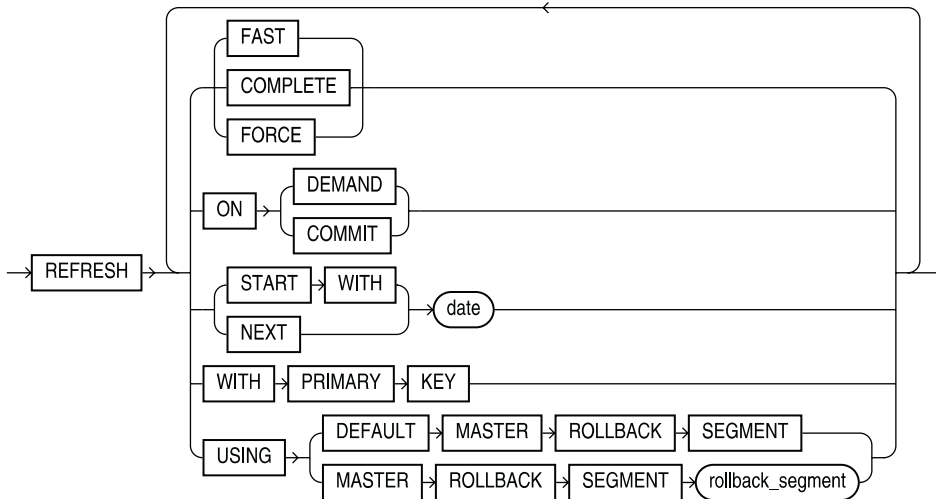 FAST
COMPLETE
FORCE
ON DEMAND
COMMIT
REFRESH
START WITH
NEXT date
WITH PRIMARY KEY
USING DEFAULT MASTER ROLLBACK SEGMENT
MASTER ROLLBACK SEGMENT rollback_segment